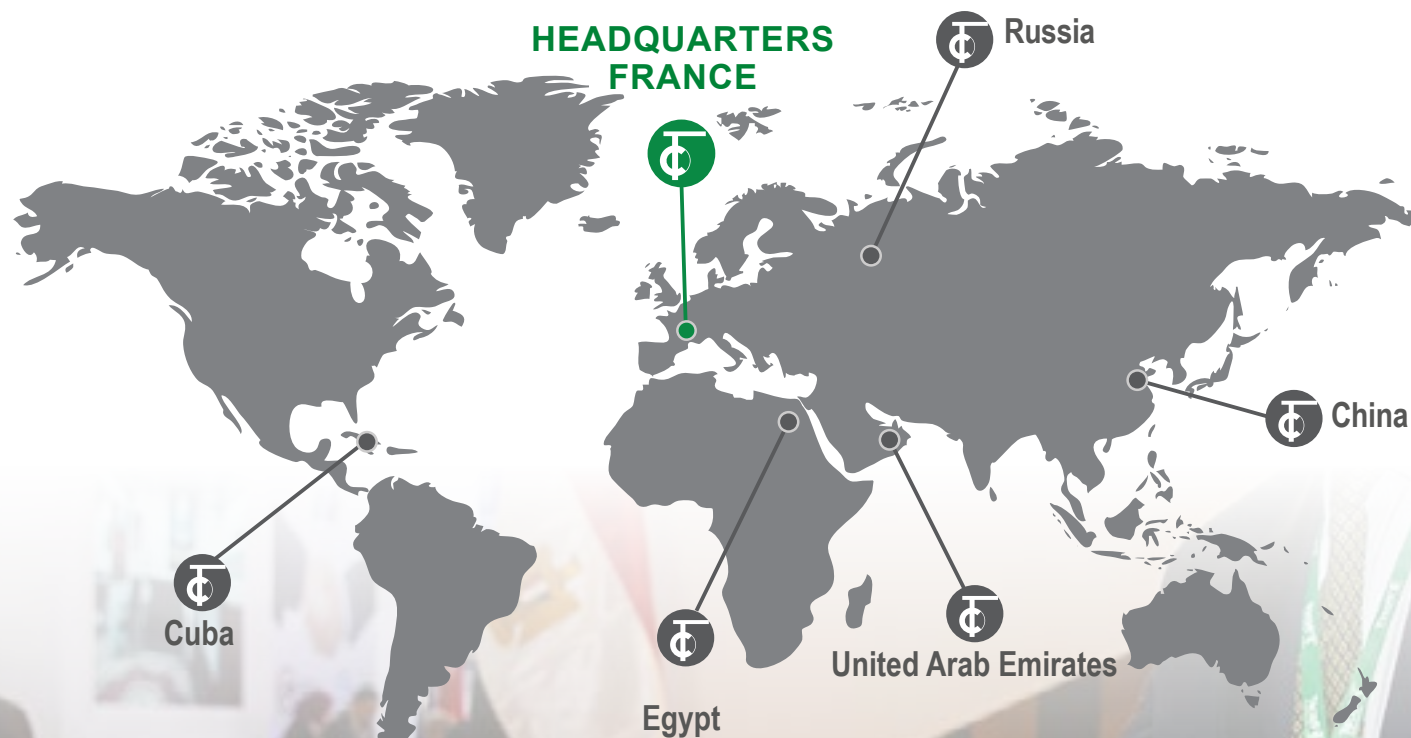 HEADQUARTERS
FRANCE
Russia
China
Cuba
United Arab Emirates
Egypt